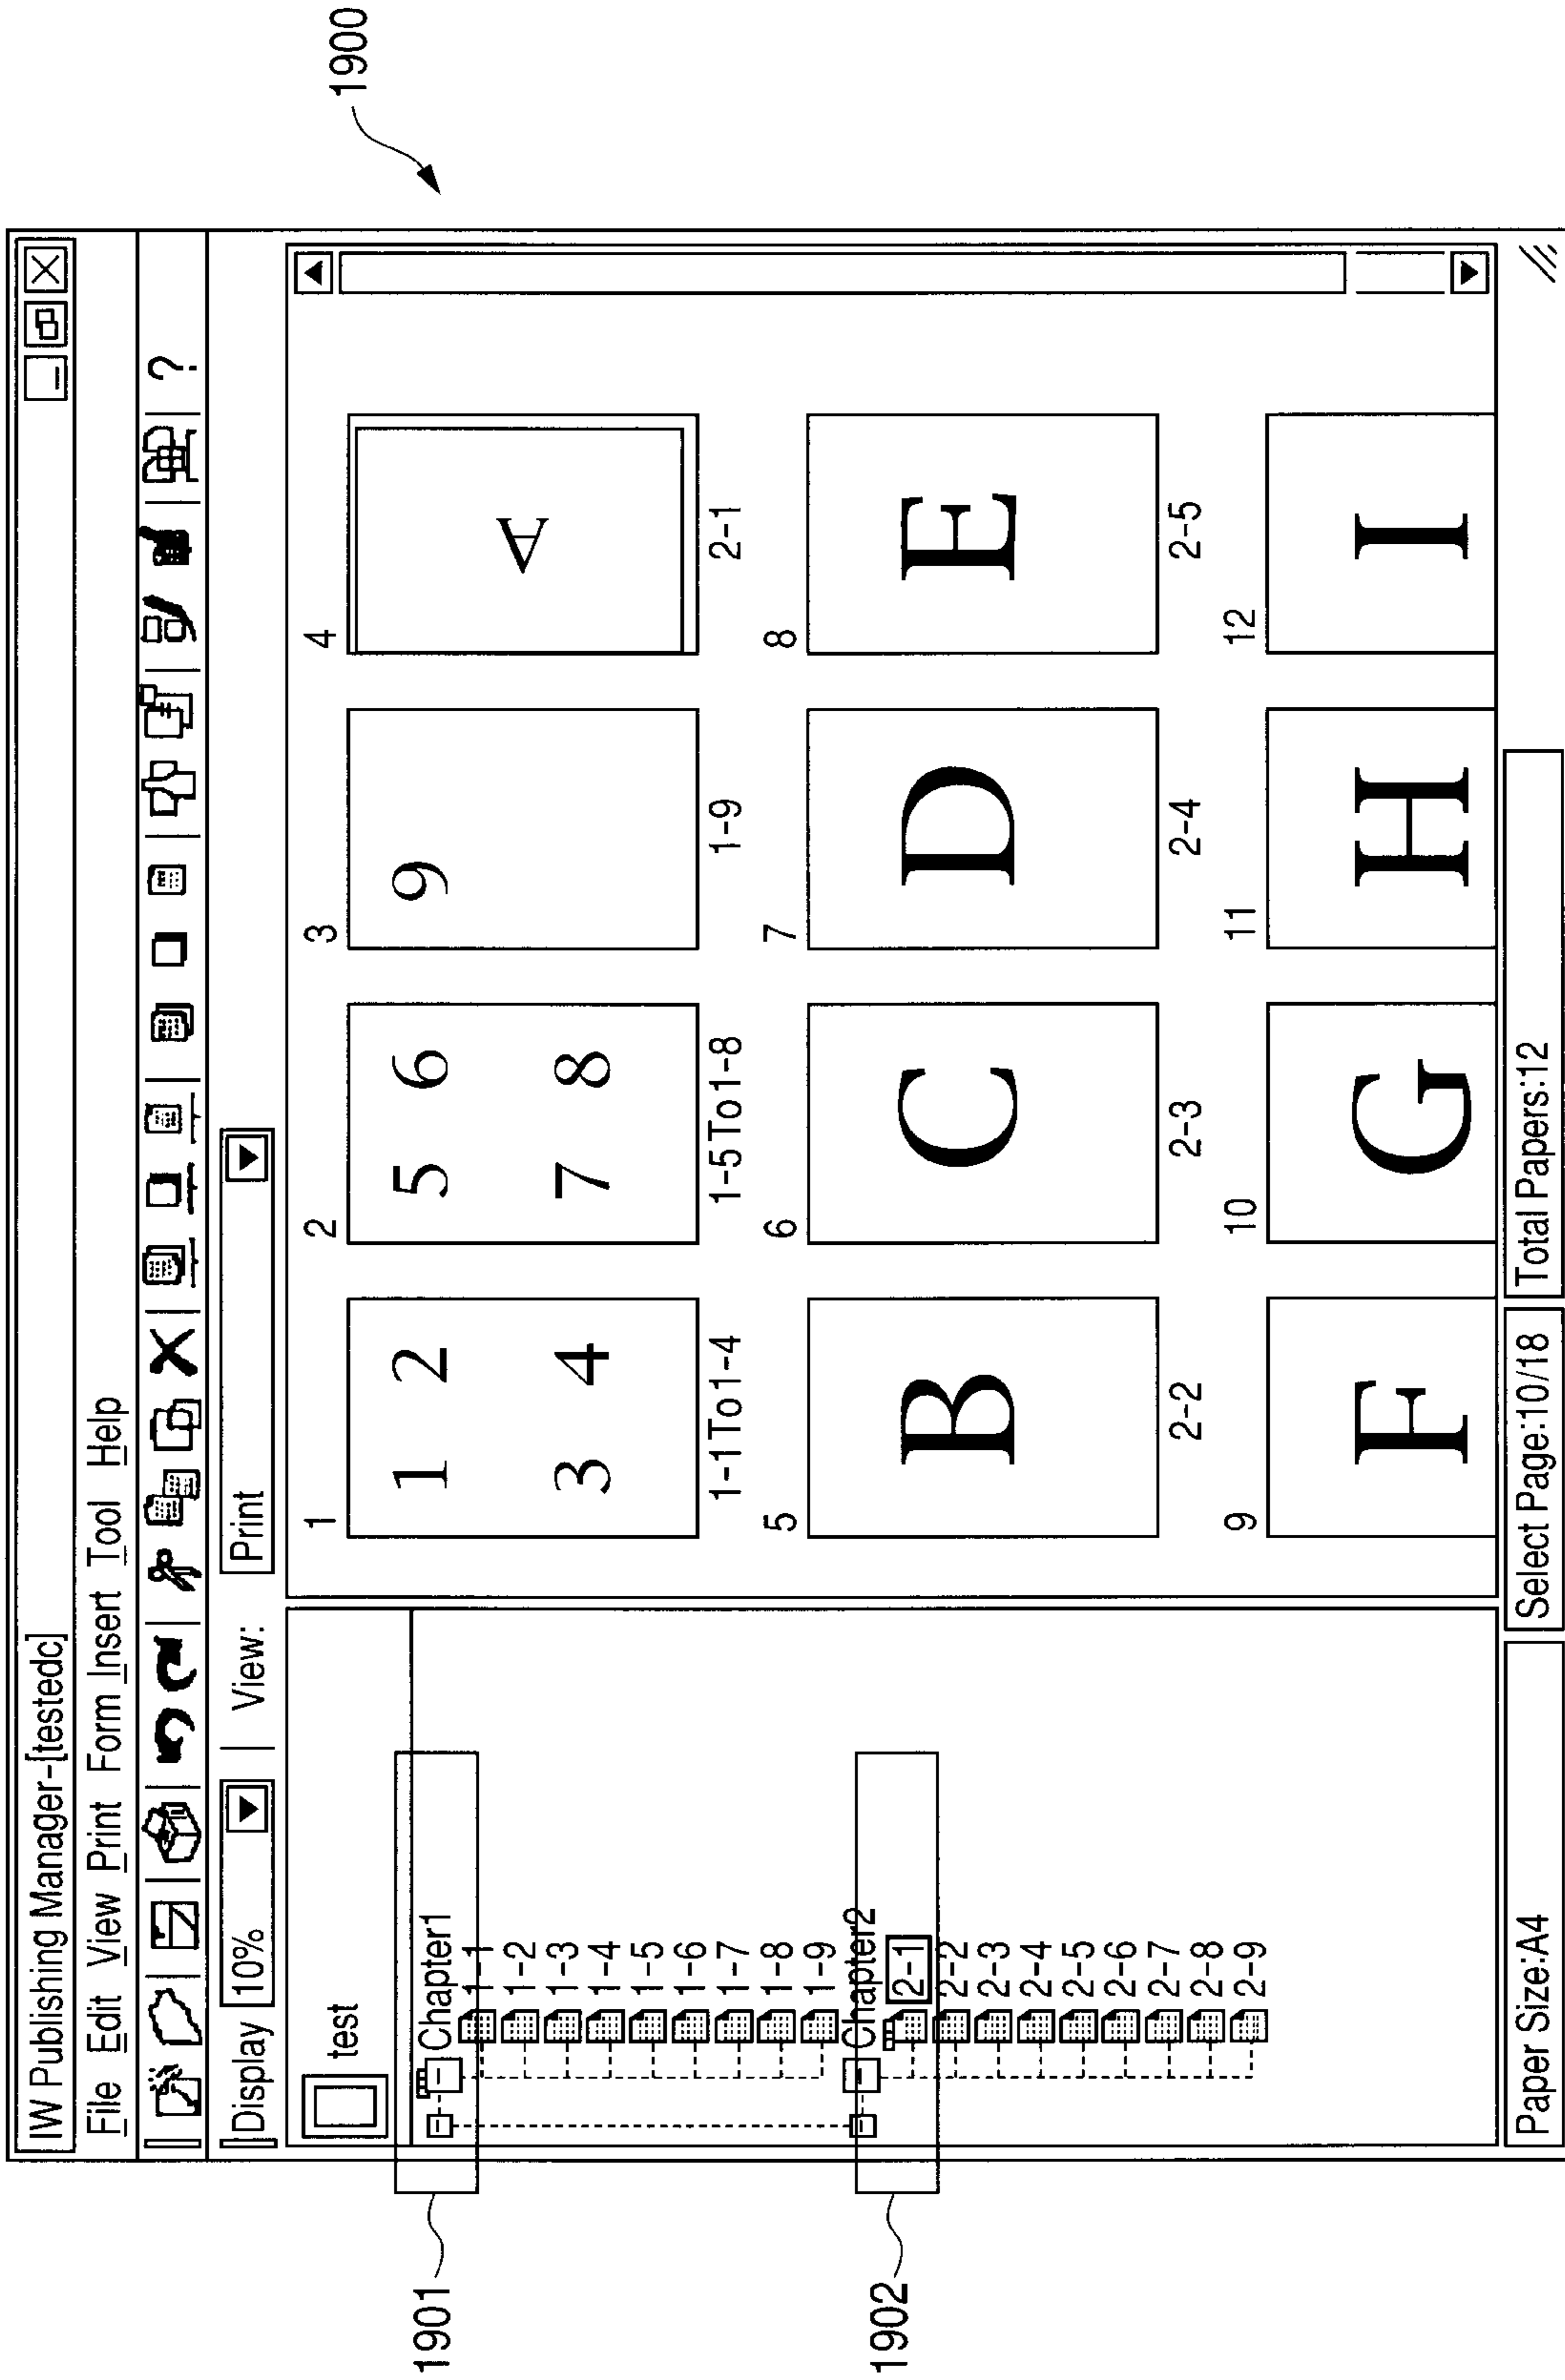 1900
IW Publishing Manager-[testedc]
File Edit View Print Form Insert Tool Help
?
Display 10% View: Print
test
1901
Chapter1
1-1
1-2
1-3
1-4
1-5
1-6
1-7
1-8
1-9
1902
Chapter2
2-1
2-2
2-3
2-4
2-5
2-6
2-7
2-8
2-9
1 2 3 4
1 2 5 6 9 A
3 4 7 8
1-1To1-4 1-5To1-8 1-9 2-1
5 6 7 8
B C D E
2-2 2-3 2-4 2-5
9 10 11 12
F G H I
Paper Size:A4 Select Page:10/18 Total Papers:12